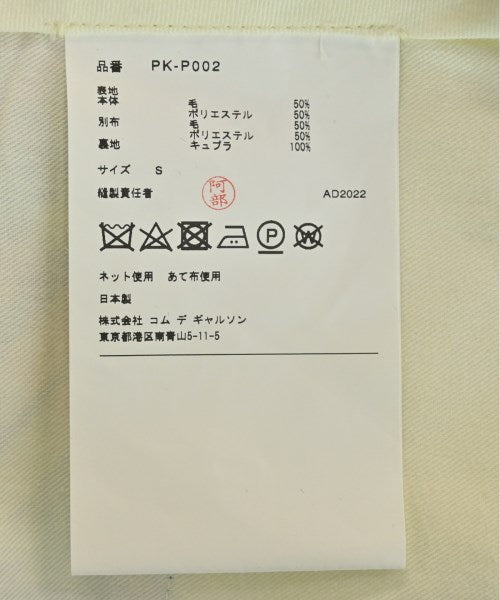 品番 PK-P002
表地
本体 毛 50%
ポリエステル 50%
別布 毛 50%
ポリエステル 50%
裏地 キュプラ 100%
サイズ S
縫製責任者 阿部 AD2022
P W
ネット使用 あて布使用
日本製
株式会社 コム デ ギャルソン
東京都港区南青山5-11-5